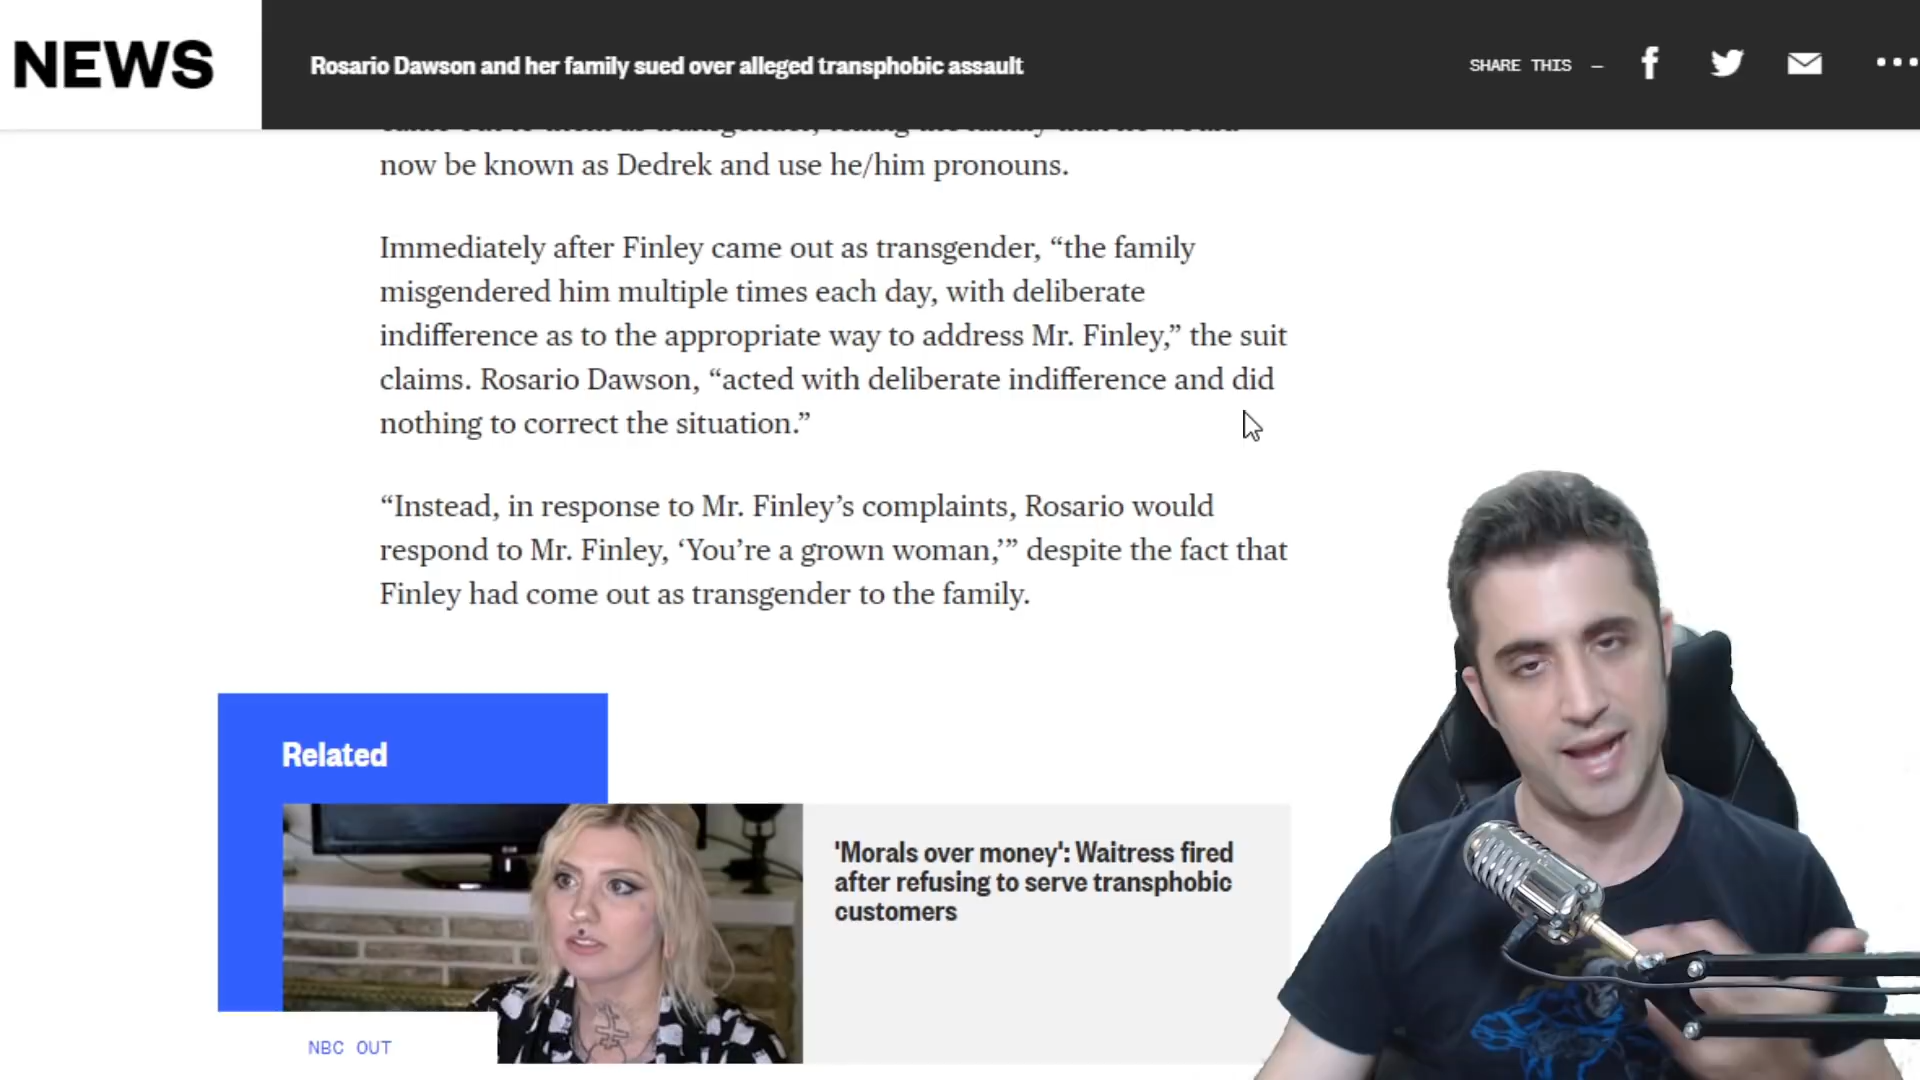 NEWS
Rosario Dawson and her family sued over alleged transphobic assault
SHARE THIS —
now be known as Dedrek and use he/him pronouns.
Immediately after Finley came out as transgender, “the family
misgendered him multiple times each day, with deliberate
indifference as to the appropriate way to address Mr. Finley,” the suit
claims. Rosario Dawson, “acted with deliberate indifference and did
nothing to correct the situation.”
“Instead, in response to Mr. Finley’s complaints, Rosario would
respond to Mr. Finley, ‘You’re a grown woman,’” despite the fact that
Finley had come out as transgender to the family.
Related
'Morals over money': Waitress fired
after refusing to serve transphobic
customers
NBC OUT